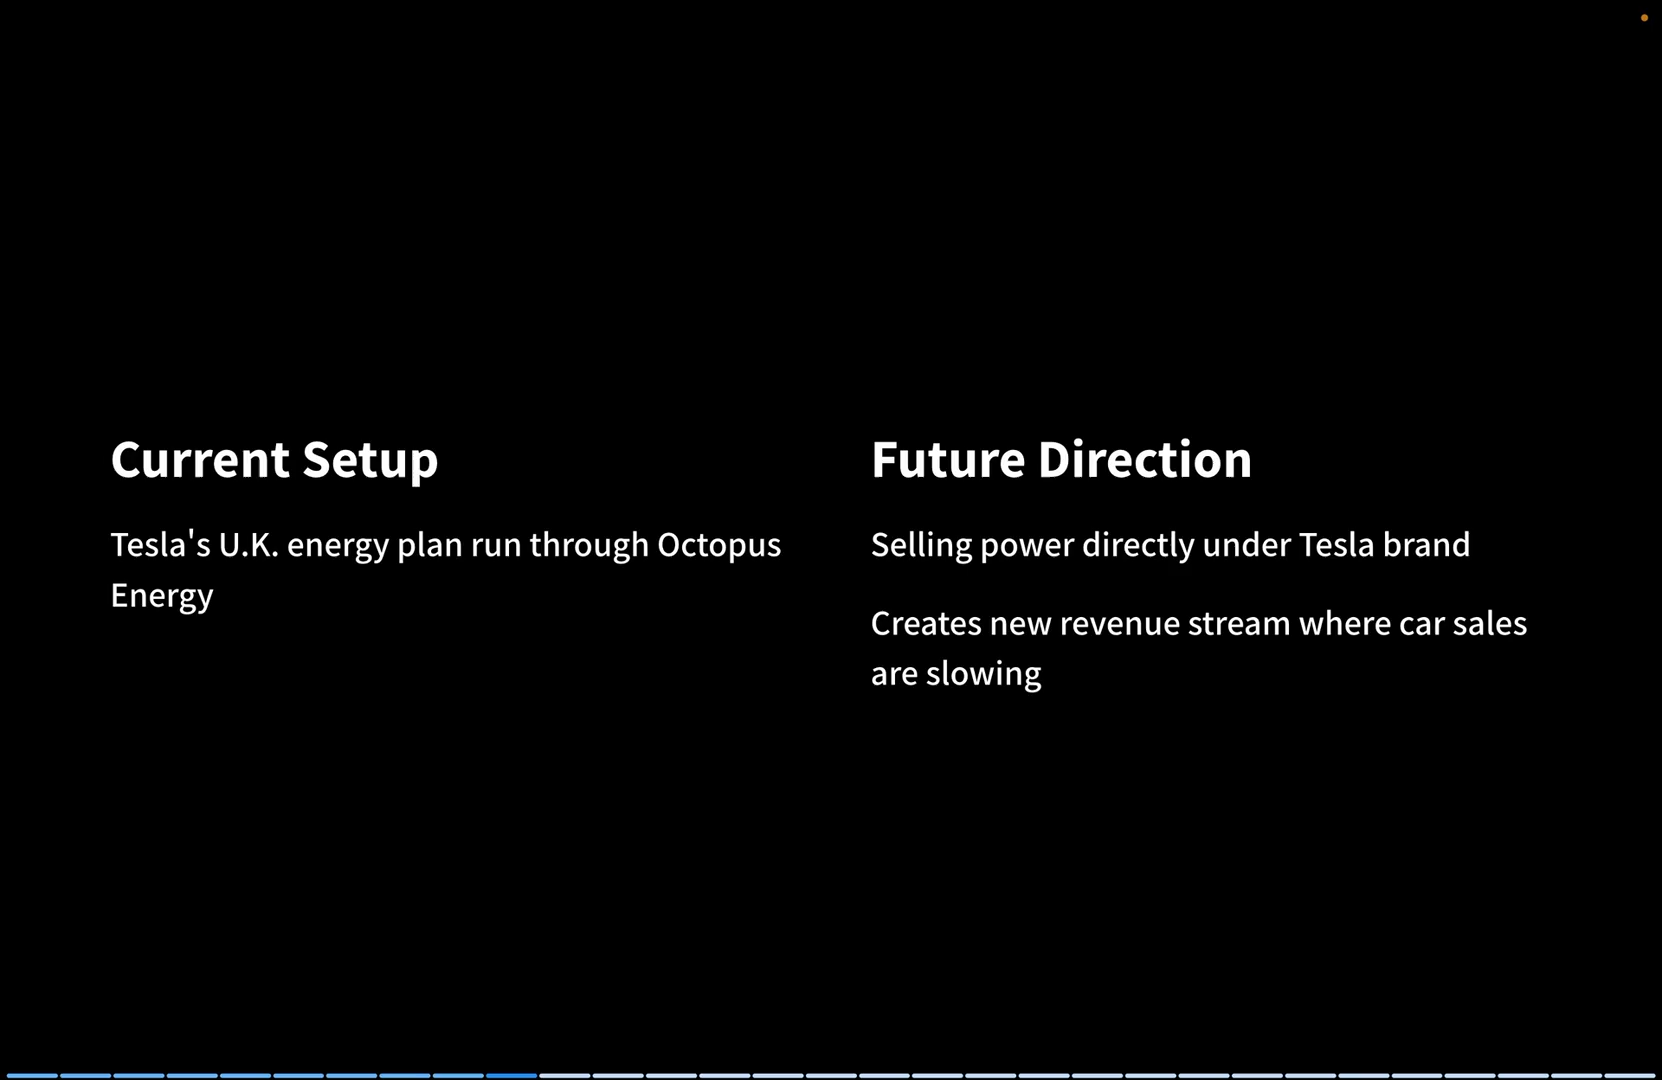 Current Setup
Tesla's U.K. energy plan run through Octopus
Energy
Future Direction
Selling power directly under Tesla brand
Creates new revenue stream where car sales
are slowing